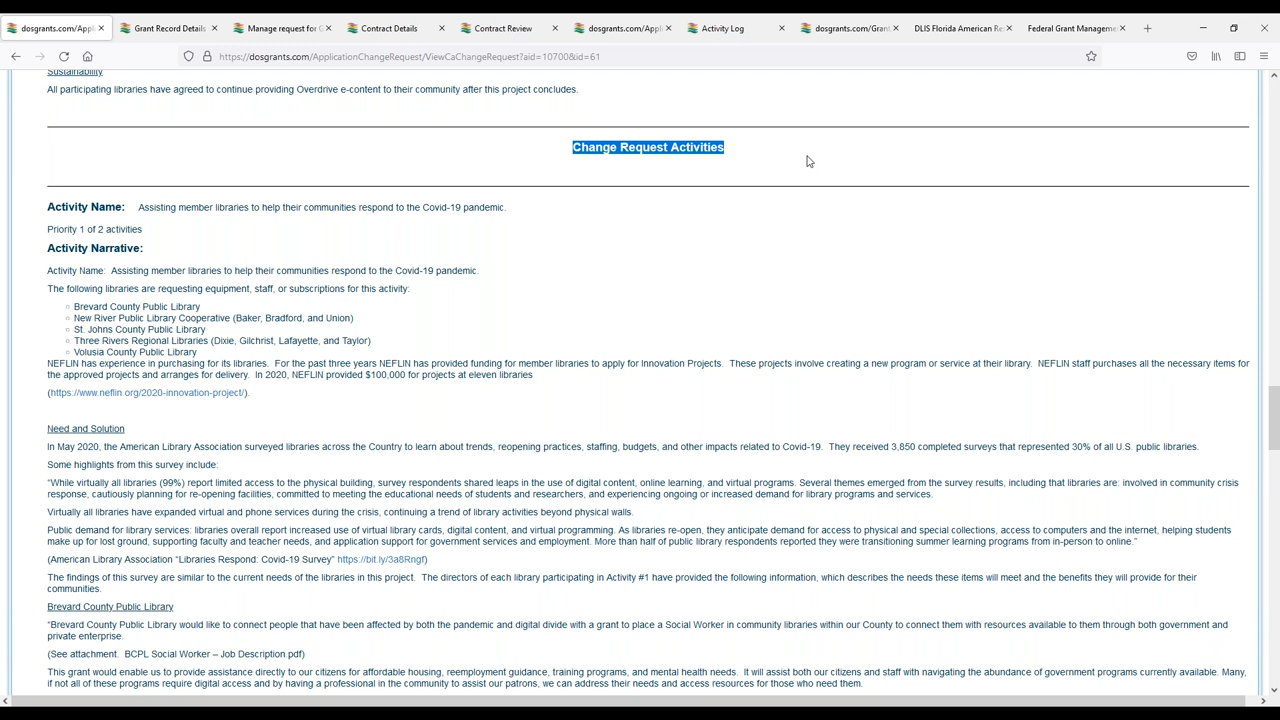 dosgrants.com/Appli
Grant Record Details
Manage request for G
Contract Details
Contract Review
dosgrants.com/Appli
Activity Log
dosgrants.com/Grant
DLIS Florida American Re
Federal Grant Manageme
https://dosgrants.com/ApplicationChangeRequest/ViewCaChangeRequest?aid=10700&id=61
Sustainability
All participating libraries have agreed to continue providing Overdrive e-content to their community after this project concludes.
Change Request Activities
Activity Name: Assisting member libraries to help their communities respond to the Covid-19 pandemic.
Priority 1 of 2 activities
Activity Narrative:
Activity Name: Assisting member libraries to help their communities respond to the Covid-19 pandemic.
The following libraries are requesting equipment, staff, or subscriptions for this activity:
Brevard County Public Library
New River Public Library Cooperative (Baker, Bradford, and Union)
St. Johns County Public Library
Three Rivers Regional Libraries (Dixie, Gilchrist, Lafayette, and Taylor)
Volusia County Public Library
NEFLIN has experience in purchasing for its libraries. For the past three years NEFLIN has provided funding for member libraries to apply for Innovation Projects. These projects involve creating a new program or service at their library. NEFLIN staff purchases all the necessary items for
the approved projects and arranges for delivery. In 2020, NEFLIN provided $100,000 for projects at eleven libraries
(https://www.neflin.org/2020-innovation-project/).
Need and Solution
In May 2020, the American Library Association surveyed libraries across the Country to learn about trends, reopening practices, staffing, budgets, and other impacts related to Covid-19. They received 3,850 completed surveys that represented 30% of all U.S. public libraries.
Some highlights from this survey include:
“While virtually all libraries (99%) report limited access to the physical building, survey respondents shared leaps in the use of digital content, online learning, and virtual programs. Several themes emerged from the survey results, including that libraries are: involved in community crisis
response, cautiously planning for re-opening facilities, committed to meeting the educational needs of students and researchers, and experiencing ongoing or increased demand for library programs and services.
Virtually all libraries have expanded virtual and phone services during the crisis, continuing a trend of library activities beyond physical walls.
Public demand for library services: libraries overall report increased use of virtual library cards, digital content, and virtual programming. As libraries re-open, they anticipate demand for access to physical and special collections, access to computers and the internet, helping students
make up for lost ground, supporting faculty and teacher needs, and application support for government services and employment. More than half of public library respondents reported they were transitioning summer learning programs from in-person to online.”
(American Library Association “Libraries Respond: Covid-19 Survey” https://bit.ly/3a8Rngf)
The findings of this survey are similar to the current needs of the libraries in this project. The directors of each library participating in Activity #1 have provided the following information, which describes the needs these items will meet and the benefits they will provide for their
communities.
Brevard County Public Library
“Brevard County Public Library would like to connect people that have been affected by both the pandemic and digital divide with a grant to place a Social Worker in community libraries within our County to connect them with resources available to them through both government and
private enterprise.
(See attachment. BCPL Social Worker – Job Description pdf)
This grant would enable us to provide assistance directly to our citizens for affordable housing, reemployment guidance, training programs, and mental health needs. It will assist both our citizens and staff with navigating the abundance of government programs currently available. Many,
if not all of these programs require digital access and by having a professional in the community to assist our patrons, we can address their needs and access resources for those who need them.